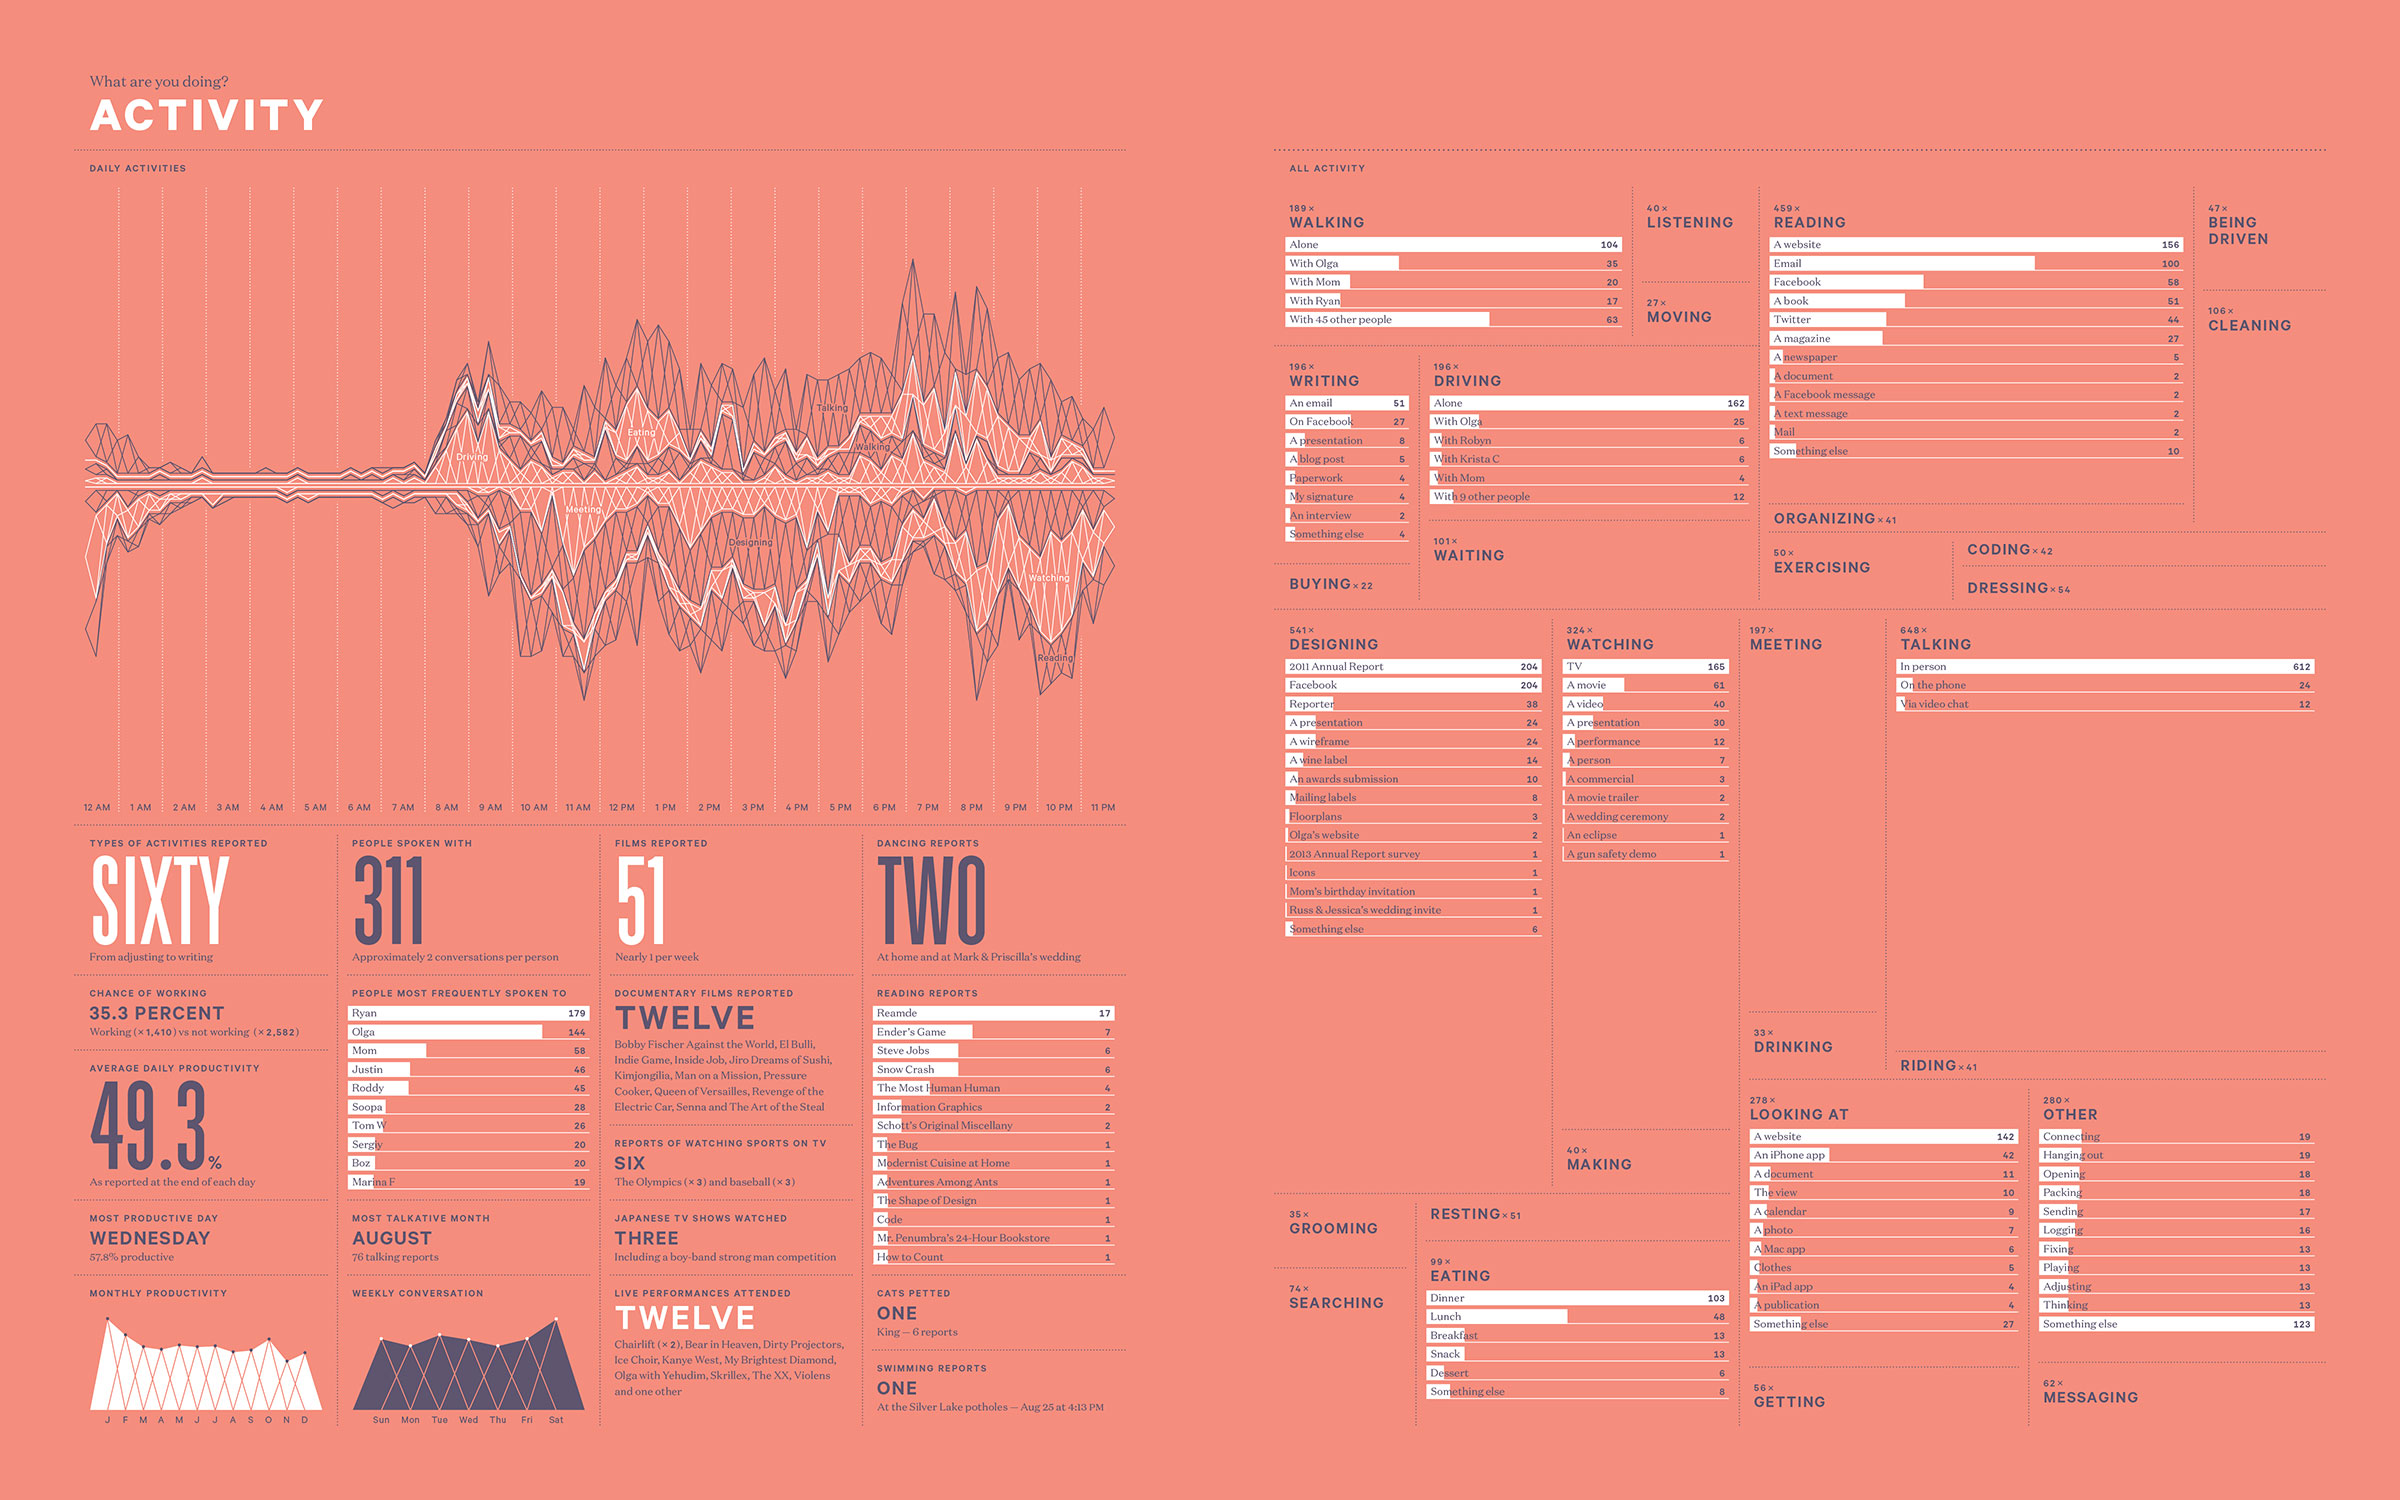 What are you doing?
ACTIVITY
DAILY ACTIVITIES
Talking
Eating
Walking
Driving
Meeting
Designing
Watching
Reading
12 AM 1 AM 2 AM 3 AM 4 AM 5 AM 6 AM 7 AM 8 AM 9 AM 10 AM 11 AM 12 PM 1 PM 2 PM 3 PM 4 PM 5 PM 6 PM 7 PM 8 PM 9 PM 10 PM 11 PM
TYPES OF ACTIVITIES REPORTED
SIXTY
From adjusting to writing
CHANCE OF WORKING
35.3 PERCENT
Working (×1,410) vs not working (×2,582)
AVERAGE DAILY PRODUCTIVITY
49.3%
As reported at the end of each day
MOST PRODUCTIVE DAY
WEDNESDAY
57.8% productive
MONTHLY PRODUCTIVITY
J F M A M J J A S O N D
PEOPLE SPOKEN WITH
311
Approximately 2 conversations per person
PEOPLE MOST FREQUENTLY SPOKEN TO
Ryan 179
Olga 144
Mom 58
Justin 46
Roddy 45
Soopa 28
Tom W 26
Sergiy 20
Boz 20
Marina F 19
MOST TALKATIVE MONTH
AUGUST
76 talking reports
WEEKLY CONVERSATION
Sun Mon Tue Wed Thu Fri Sat
FILMS REPORTED
51
Nearly 1 per week
DOCUMENTARY FILMS REPORTED
TWELVE
Bobby Fischer Against the World, El Bulli,
Indie Game, Inside Job, Jiro Dreams of Sushi,
Kimjongilia, Man on a Mission, Pressure
Cooker, Queen of Versailles, Revenge of the
Electric Car, Senna and The Art of the Steal
REPORTS OF WATCHING SPORTS ON TV
SIX
The Olympics (×3) and baseball (×3)
JAPANESE TV SHOWS WATCHED
THREE
Including a boy-band strong man competition
LIVE PERFORMANCES ATTENDED
TWELVE
Chairlift (×2), Bear in Heaven, Dirty Projectors,
Ice Choir, Kanye West, My Brightest Diamond,
Olga with Yehudim, Skrillex, The XX, Violens
and one other
DANCING REPORTS
TWO
At home and at Mark & Priscilla's wedding
READING REPORTS
Reamde 17
Ender's Game 7
Steve Jobs 6
Snow Crash 6
The Most Human Human 4
Information Graphics 2
Schott's Original Miscellany 2
The Bug 1
Modernist Cuisine at Home 1
Adventures Among Ants 1
The Shape of Design 1
Code 1
Mr. Penumbra's 24-Hour Bookstore 1
How to Count 1
CATS PETTED
ONE
King — 6 reports
SWIMMING REPORTS
ONE
At the Silver Lake potholes — Aug 25 at 4:13 PM
ALL ACTIVITY
189×
WALKING
Alone 104
With Olga 35
With Mom 20
With Ryan 17
With 45 other people 63
40×
LISTENING
27×
MOVING
459×
READING
A website 156
Email 100
Facebook 58
A book 51
Twitter 44
A magazine 27
A newspaper 5
A document 2
A Facebook message 2
A text message 2
Mail 2
Something else 10
47×
BEING
DRIVEN
106×
CLEANING
196×
WRITING
An email 51
On Facebook 27
A presentation 8
A blog post 5
Paperwork 4
My signature 4
An interview 2
Something else 4
BUYING×22
196×
DRIVING
Alone 162
With Olga 25
With Robyn 6
With Krista C 6
With Mom 4
With 9 other people 12
101×
WAITING
ORGANIZING×41
50×
EXERCISING
CODING×42
DRESSING×54
541×
DESIGNING
2011 Annual Report 204
Facebook 204
Reporter 38
A presentation 24
A wireframe 24
A wine label 14
An awards submission 10
Mailing labels 8
Floorplans 3
Olga's website 2
2013 Annual Report survey 1
Icons 1
Mom's birthday invitation 1
Russ & Jessica's wedding invite 1
Something else 6
324×
WATCHING
TV 165
A movie 61
A video 40
A presentation 30
A performance 12
A person 7
A commercial 3
A movie trailer 2
A wedding ceremony 2
An eclipse 1
A gun safety demo 1
40×
MAKING
197×
MEETING
33×
DRINKING
648×
TALKING
In person 612
On the phone 24
Via video chat 12
RIDING×41
35×
GROOMING
74×
SEARCHING
RESTING×51
99×
EATING
Dinner 103
Lunch 48
Breakfast 13
Snack 13
Dessert 6
Something else 8
278×
LOOKING AT
A website 142
An iPhone app 42
A document 11
The view 10
A calendar 9
A photo 7
A Mac app 6
Clothes 5
An iPad app 4
A publication 4
Something else 27
56×
GETTING
280×
OTHER
Connecting 19
Hanging out 19
Opening 18
Packing 18
Sending 17
Logging 16
Fixing 13
Playing 13
Adjusting 13
Thinking 13
Something else 123
62×
MESSAGING